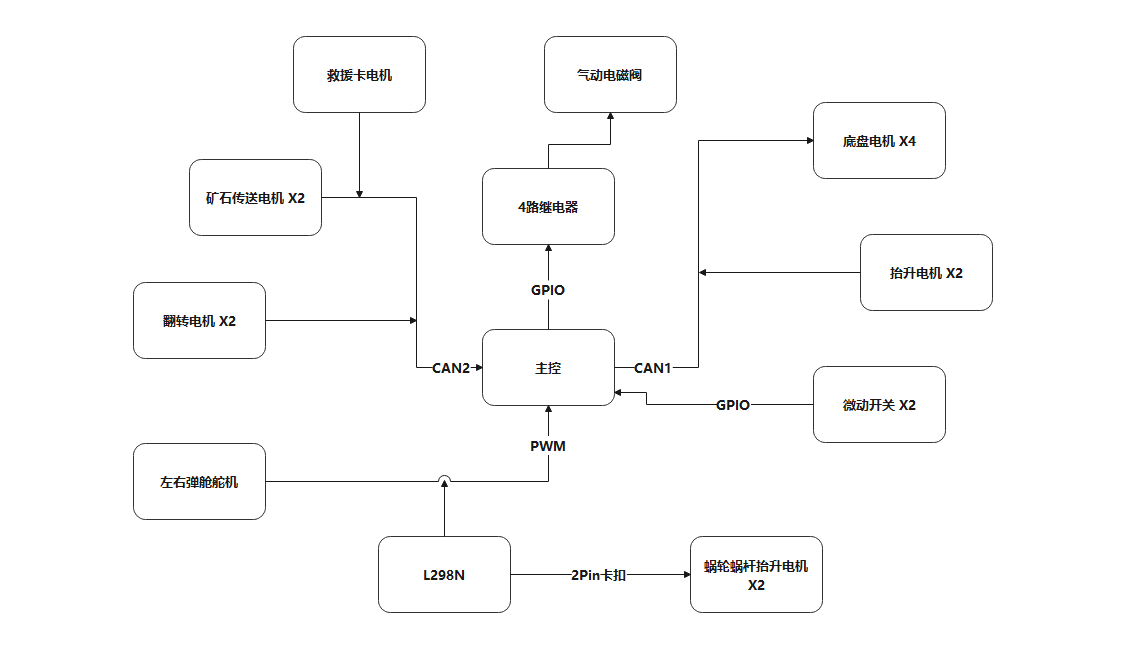 救援卡电机
气动电磁阀
底盘电机 X4
矿石传送电机 X2
4路继电器
抬升电机 X2
GPIO
翻转电机 X2
CAN2
主控
CAN1
GPIO
微动开关 X2
PWM
左右弹舱舵机
L298N
2Pin卡扣
蜗轮蜗杆抬升电机
X2